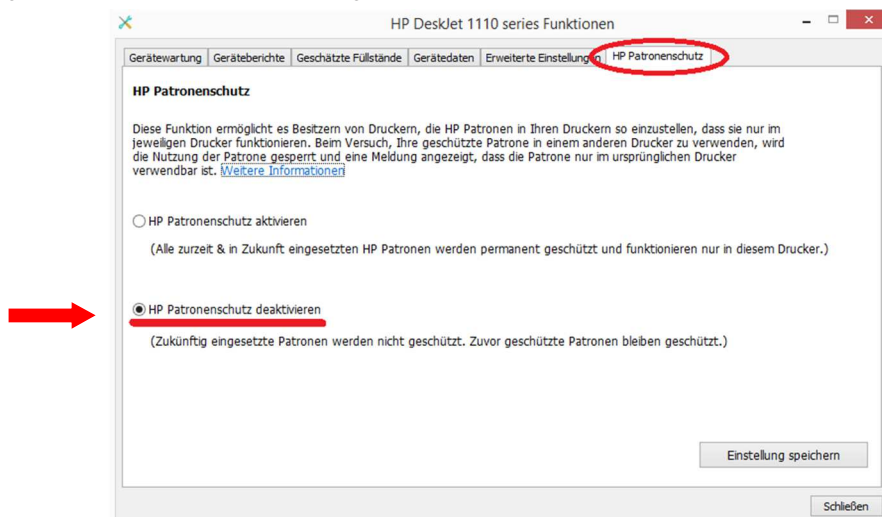 HP DeskJet 1110 series Funktionen
Gerätewartung Geräteberichte Geschätzte Füllstände Gerätedaten Erweiterte Einstellungen HP Patronenschutz
HP Patronenschutz
Diese Funktion ermöglicht es Besitzern von Druckern, die HP Patronen in Ihren Druckern so einzustellen, dass sie nur im
jeweiligen Drucker funktionieren. Beim Versuch, Ihre geschützte Patrone in einem anderen Drucker zu verwenden, wird
die Nutzung der Patrone gesperrt und eine Meldung angezeigt, dass die Patrone nur im ursprünglichen Drucker
verwendbar ist. Weitere Informationen
HP Patronenschutz aktivieren
(Alle zurzeit & in Zukunft eingesetzten HP Patronen werden permanent geschützt und funktionieren nur in diesem Drucker.)
HP Patronenschutz deaktivieren
(Zukünftig eingesetzte Patronen werden nicht geschützt. Zuvor geschützte Patronen bleiben geschützt.)
Einstellung speichern
Schließen